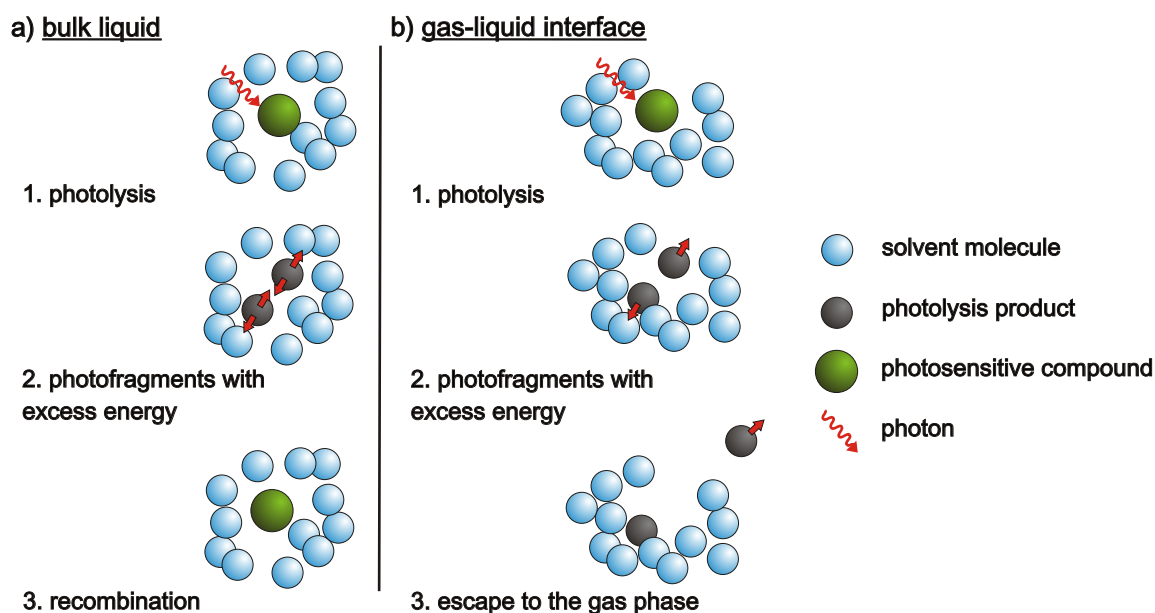 a) bulk liquid
1. photolysis
2. photofragments with
excess energy
3. recombination
b) gas-liquid interface
1. photolysis
2. photofragments with
excess energy
3. escape to the gas phase
solvent molecule
photolysis product
photosensitive compound
photon